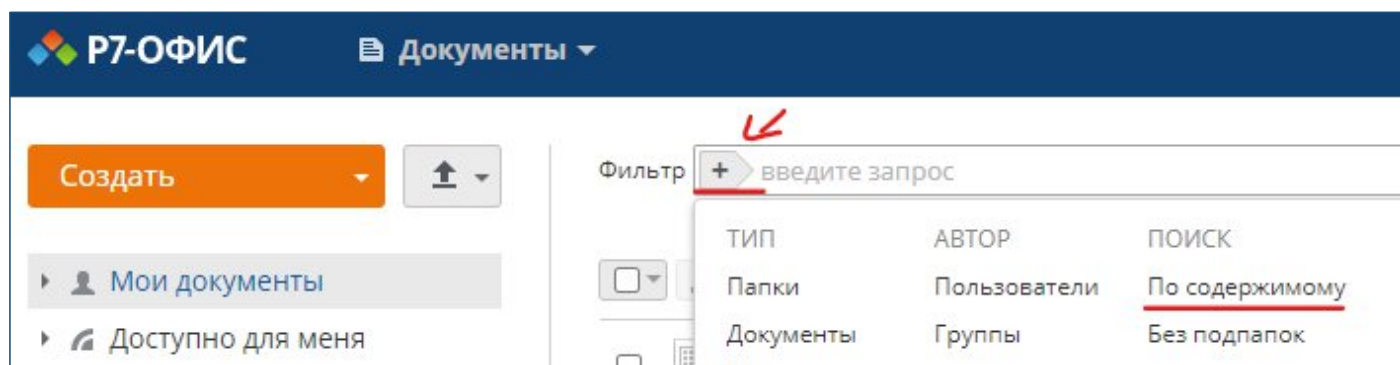 Р7-ОФИС Документы
Создать
Фильтр + введите запрос
ТИП АВТОР ПОИСК
Мои документы
Папки Пользователи По содержимому
Доступно для меня
Документы Группы Без подпапок